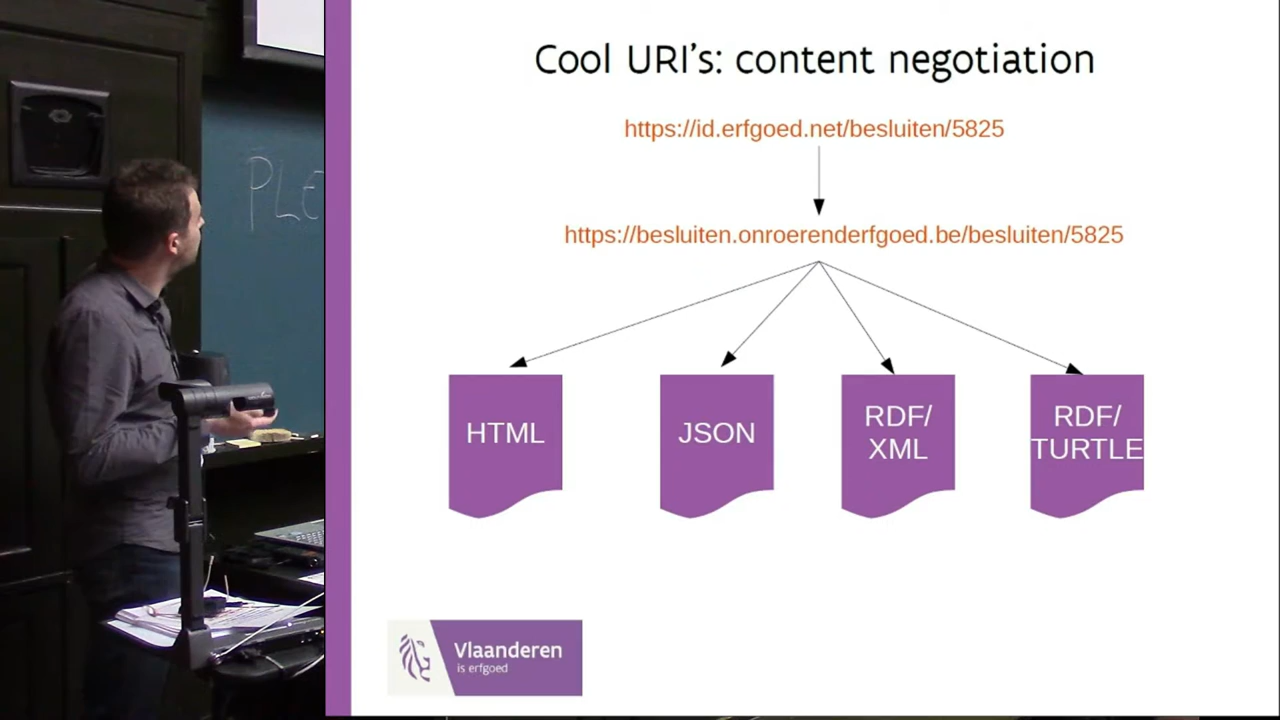 Cool URI's: content negotiation
https://id.erfgoed.net/besluiten/5825
https://besluiten.onroerenderfgoed.be/besluiten/5825
HTML
JSON
RDF/
XML
RDF/
TURTLE
Vlaanderen
is erfgoed
PLE